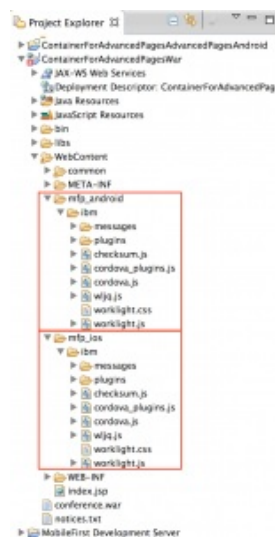 Project Explorer
ContainerForAdvancedPagesAdvancedPagesAndroid
ContainerForAdvancedPagesWar
JAX-WS Web Services
Deployment Descriptor: ContainerForAdvancedPag
Java Resources
JavaScript Resources
bin
libs
WebContent
common
META-INF
mfp_android
ibm
messages
plugins
checksum.js
cordova_plugins.js
cordova.js
wljq.js
worklight.css
worklight.js
mfp_ios
ibm
messages
plugins
checksum.js
cordova_plugins.js
cordova.js
wljq.js
worklight.css
worklight.js
WEB-INF
index.jsp
conference.war
notices.txt
MobileFirst Development Server